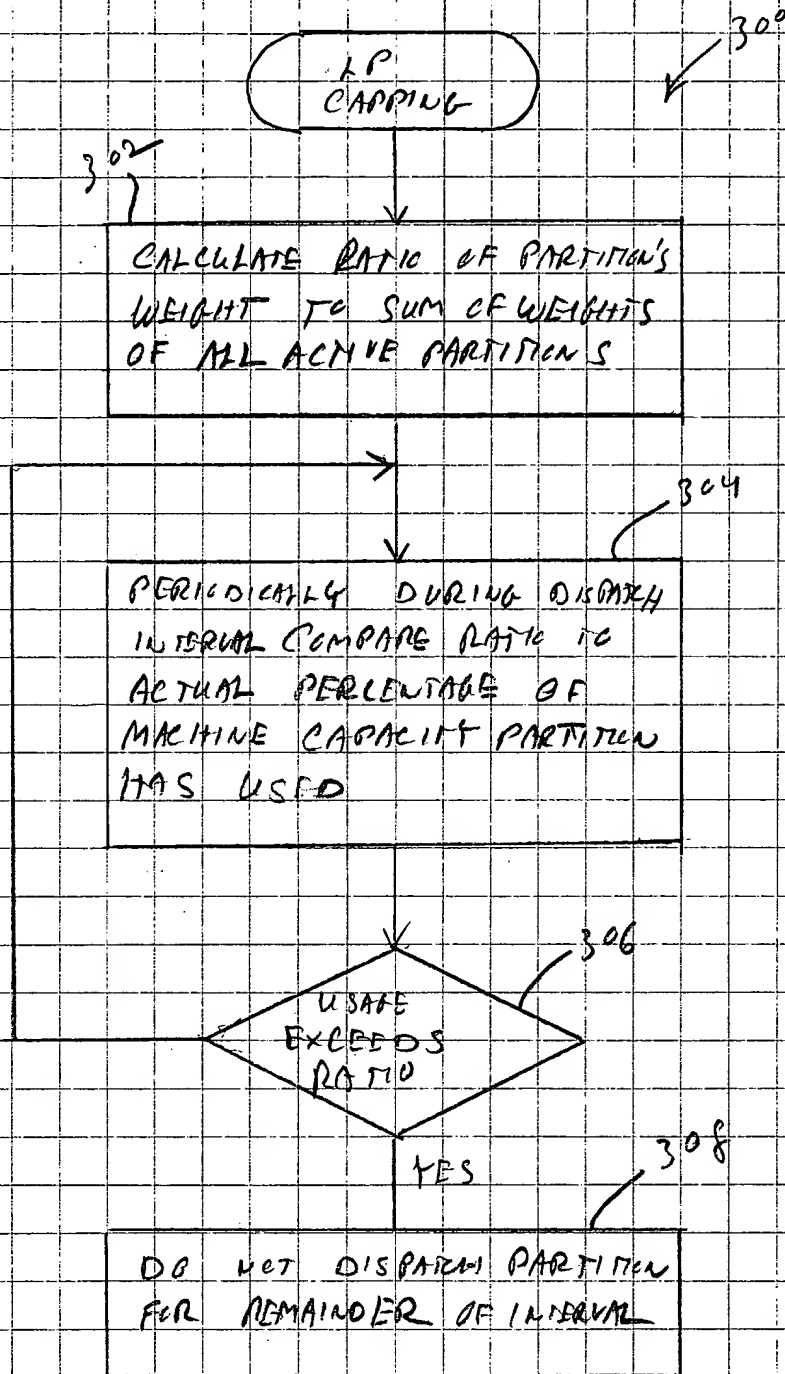 300
LP
CAPPING
302
CALCULATE RATIO OF PARTITION'S
WEIGHT TO SUM OF WEIGHTS
OF ALL ACTIVE PARTITIONS
304
PERIODICALLY DURING DISPATCH
INTERVAL COMPARE RATIO TO
ACTUAL PERCENTAGE OF
MACHINE CAPACITY PARTITION
HAS USED
306
USAGE
EXCEEDS
RATIO
YES
308
DO NOT DISPATCH PARTITION
FOR REMAINDER OF INTERVAL